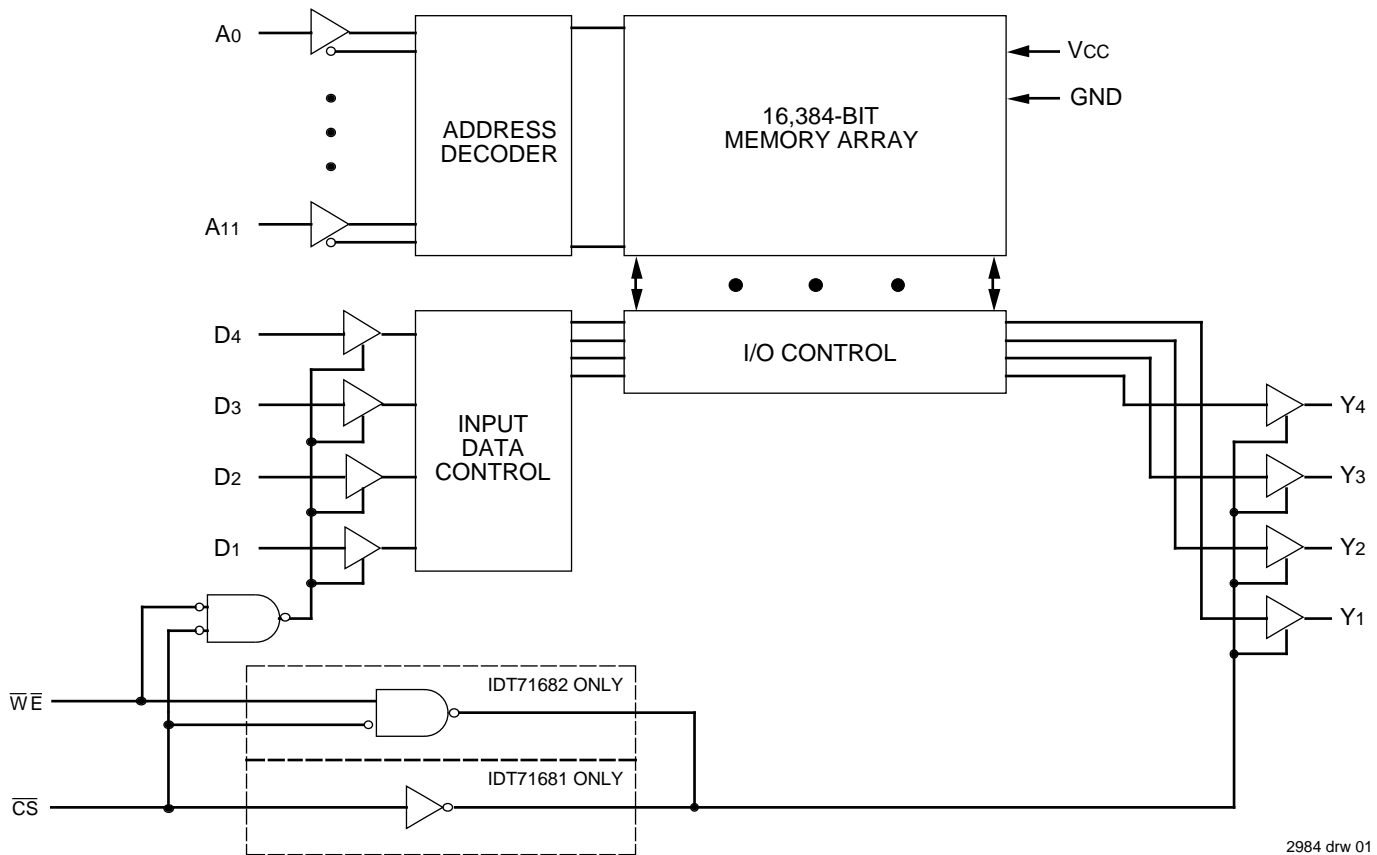 A0
VCC
GND
ADDRESS
DECODER
16,384-BIT
MEMORY ARRAY
A11
D4
D3
D2
D1
INPUT
DATA
CONTROL
I/O CONTROL
Y4
Y3
Y2
Y1
WE
IDT71682 ONLY
CS
IDT71681 ONLY
2984 drw 01